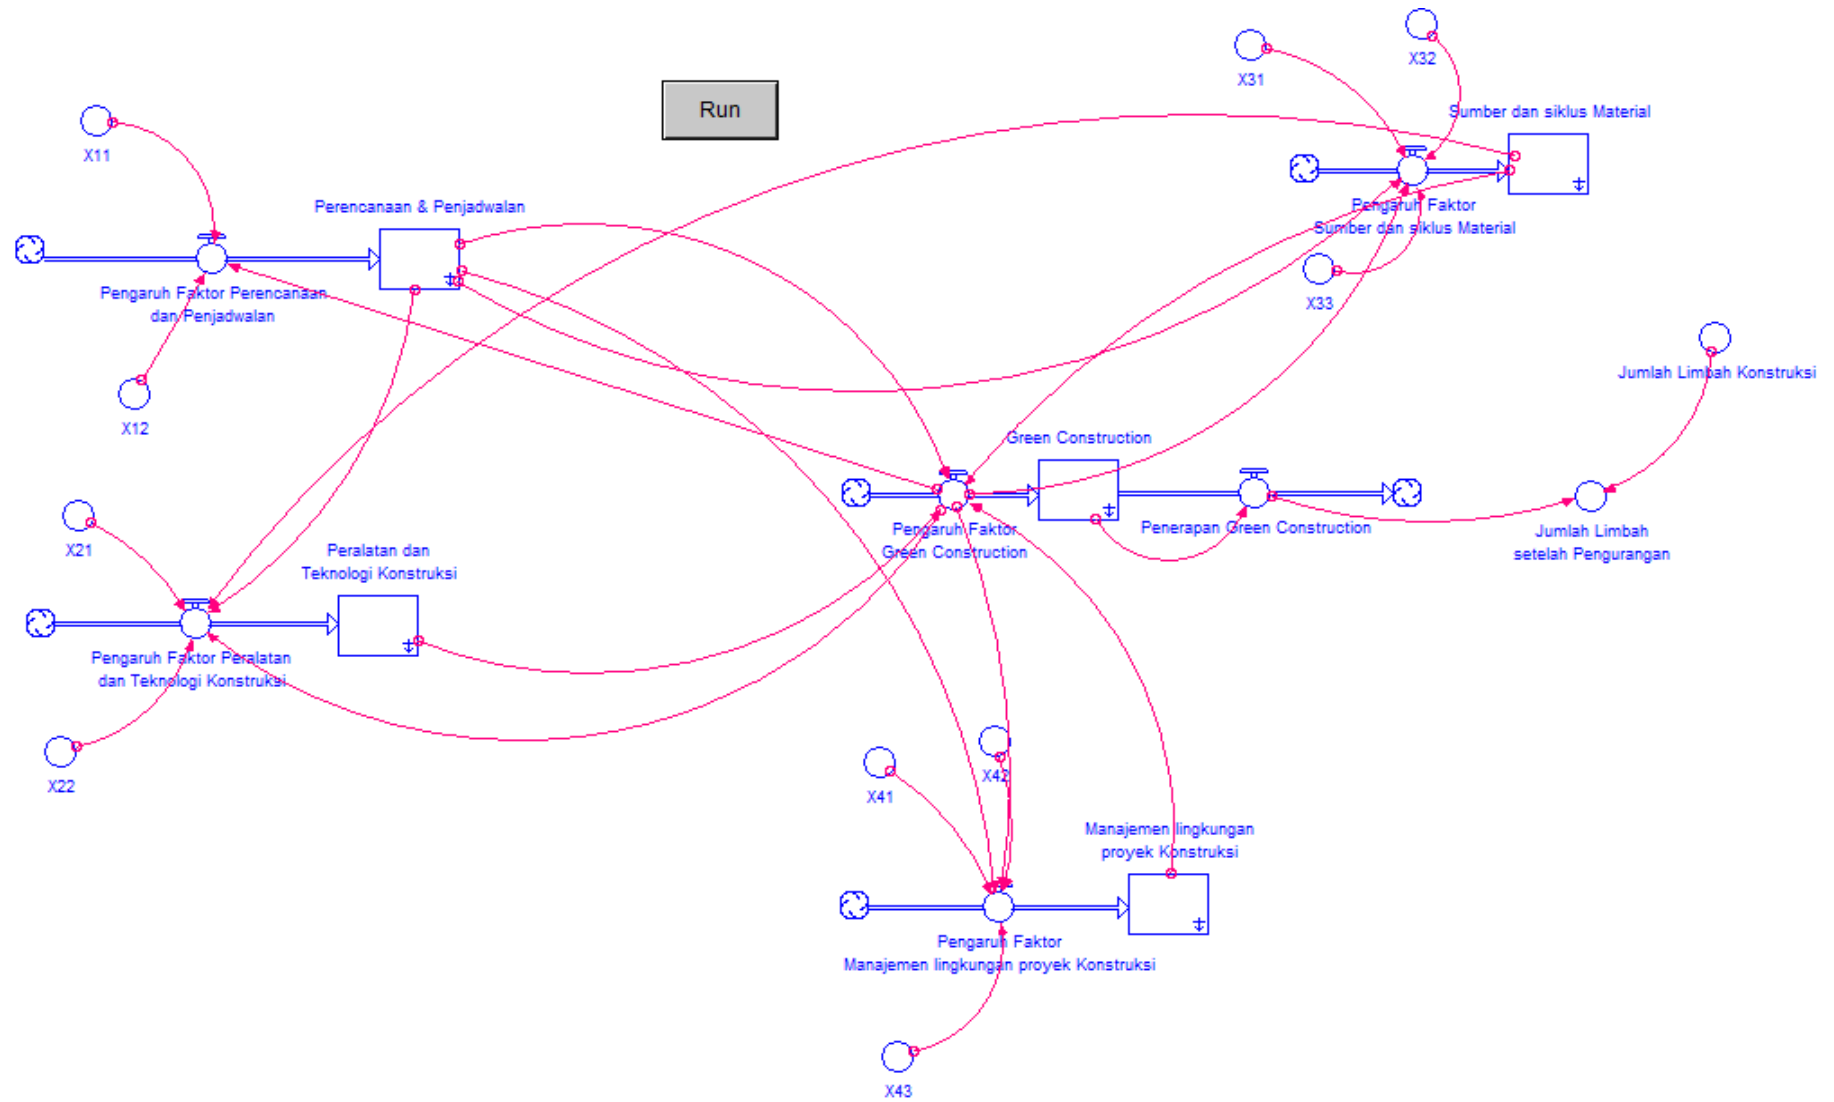 X32
X31
Run
Sumber dan siklus Material
X11
Perencanaan & Penjadwalan
Pengaruh Faktor
Sumber dan siklus Material
Pengaruh Faktor Perencanaan
dan Penjadwalan
X33
Jumlah Limbah Konstruksi
X12
Green Construction
Pengaruh Faktor
Green Construction
Penerapan Green Construction
Jumlah Limbah
setelah Pengurangan
X21
Peralatan dan
Teknologi Konstruksi
Pengaruh Faktor Peralatan
dan Teknologi Konstruksi
X22
X41
X42
Manajemen lingkungan
proyek Konstruksi
Pengaruh Faktor
Manajemen lingkungan proyek Konstruksi
X43